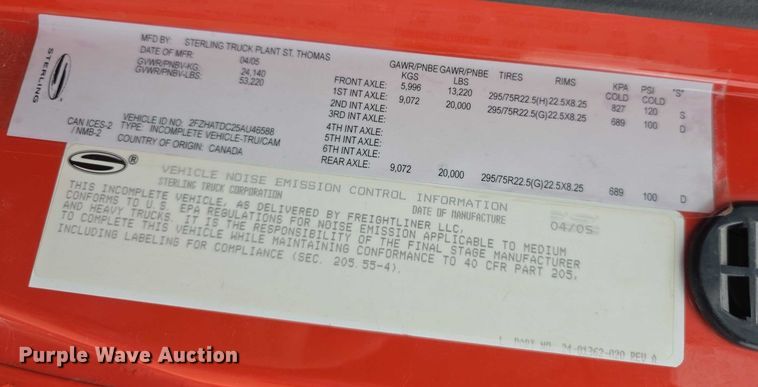 STERLING
MFD BY: STERLING TRUCK PLANT ST. THOMAS
DATE OF MFR: 04/05
GVWR/PNBV-KG: 24,140
GVWR/PNBV-LBS: 53,220
VEHICLE ID NO: 2FZHATDC25AU46588
CAN ICES-2 TYPE: INCOMPLETE VEHICLE-TRU/CAM
/ NMB-2
COUNTRY OF ORIGIN: CANADA
GAWR/PNBE GAWR/PNBE TIRES RIMS KPA PSI "S"
KGS LBS COLD COLD
FRONT AXLE: 5,996 13,220 295/75R22.5(H)22.5X8.25 827 120 S
1ST INT AXLE: 9,072 20,000 295/75R22.5(G)22.5X8.25 689 100 D
2ND INT AXLE:
3RD INT AXLE:
4TH INT AXLE:
5TH INT AXLE:
6TH INT AXLE:
REAR AXLE: 9,072 20,000 295/75R22.5(G)22.5X8.25 689 100 D
®
VEHICLE NOISE EMISSION CONTROL INFORMATION
STERLING TRUCK CORPORATION DATE OF MANUFACTURE 04/05
THIS INCOMPLETE VEHICLE, AS DELIVERED BY FREIGHTLINER LLC,
CONFORMS TO U.S. EPA REGULATIONS FOR NOISE EMISSION APPLICABLE TO MEDIUM
AND HEAVY TRUCKS. IT IS THE RESPONSIBILITY OF THE FINAL STAGE MANUFACTURER
TO COMPLETE THIS VEHICLE WHILE MAINTAINING CONFORMANCE TO 40 CFR PART 205,
INCLUDING LABELING FOR COMPLIANCE (SEC. 205.55-4).
PART NO. 24-01362-020 REV A
Purple Wave Auction